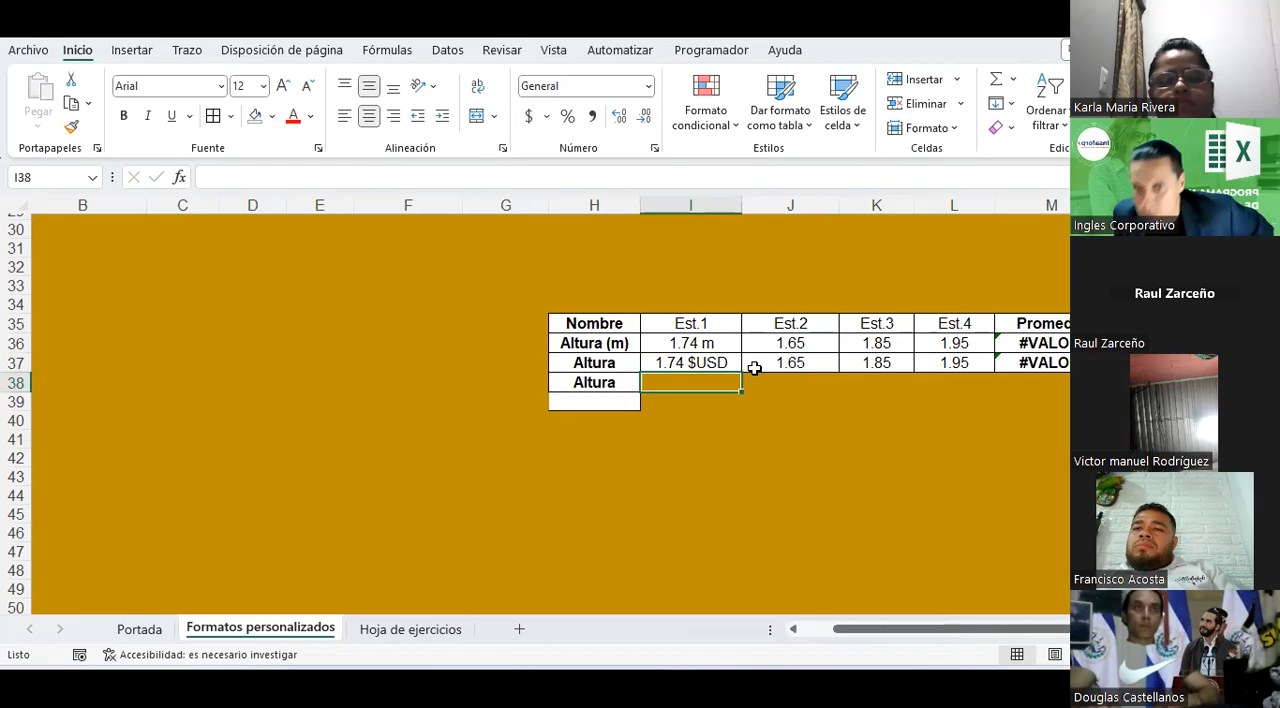 Archivo Inicio Insertar Trazo Disposición de página Fórmulas Datos Revisar Vista Automatizar Programador Ayuda
Pegar
Portapapeles
Arial 12
N K S
Fuente
Alineación
General
$ % 9
Número
Formato condicional
Dar formato como tabla
Estilos de celda
Estilos
Insertar
Eliminar
Formato
Celdas
Ordenar filtrar
I38
fx
B C D E F G H I J K L M
30
31
32
33
34
35 Nombre Est.1 Est.2 Est.3 Est.4 Promed
36 Altura (m) 1.74 m 1.65 1.85 1.95 #VALO
37 Altura 1.74 $USD 1.65 1.85 1.95 #VALO
38 Altura
39
40
41
42
43
44
45
46
47
48
49
50
Portada Formatos personalizados Hoja de ejercicios
Listo Accesibilidad: es necesario investigar
Karla Maria Rivera
Ingles Corporativo
Raul Zarceño
Raul Zarceño
Victor manuel Rodríguez
Francisco Acosta
Douglas Castellanos